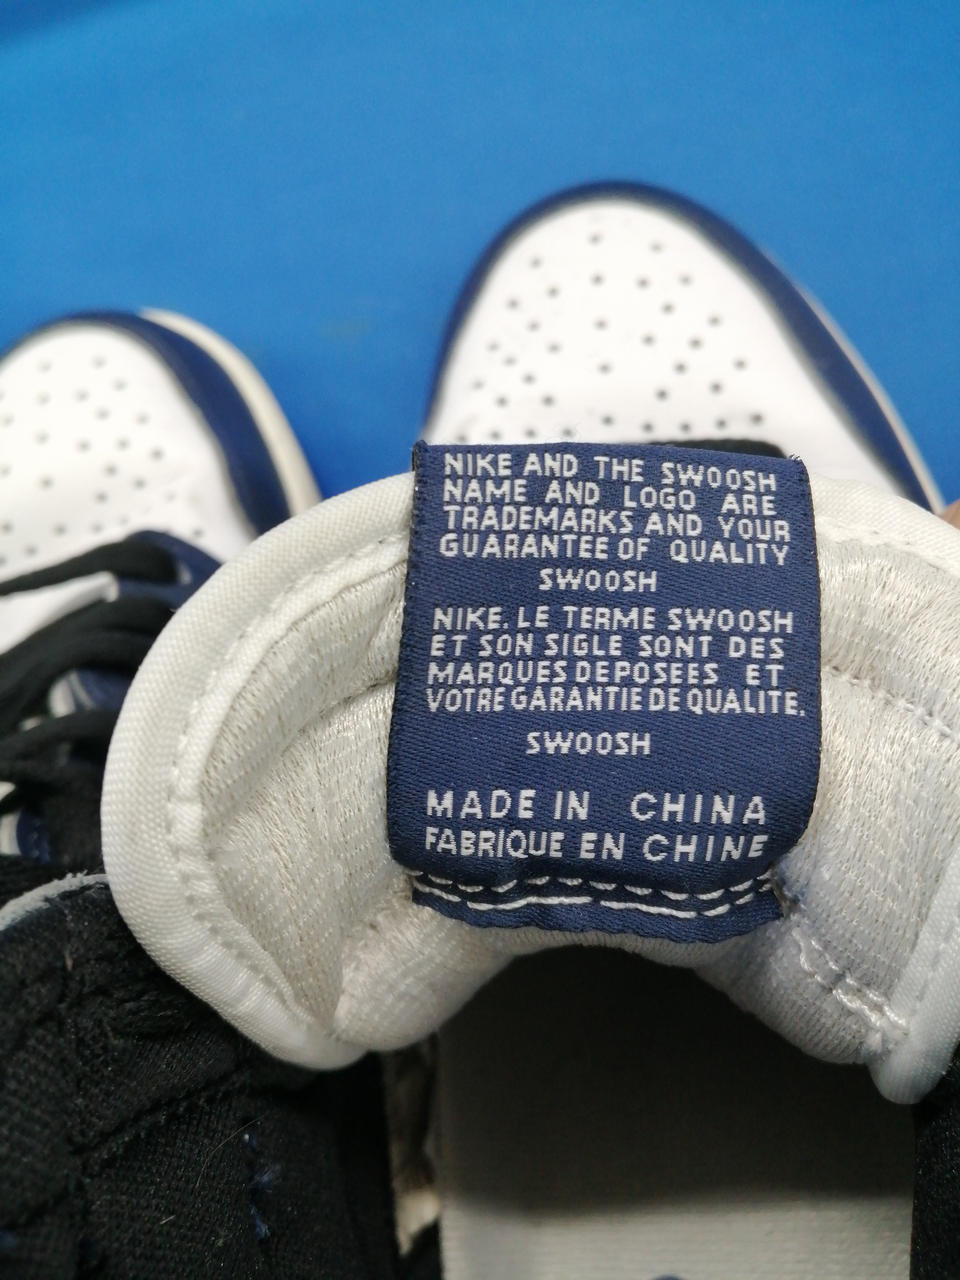 NIKE AND THE SWOOSH
NAME AND LOGO ARE
TRADEMARKS AND YOUR
GUARANTEE OF QUALITY
SWOOSH
NIKE. LE TERME SWOOSH
ET SON SIGLE SONT DES
MARQUES DEPOSEES ET
VOTRE GARANTIE DE QUALITE.
SWOOSH
MADE IN CHINA
FABRIQUE EN CHINE